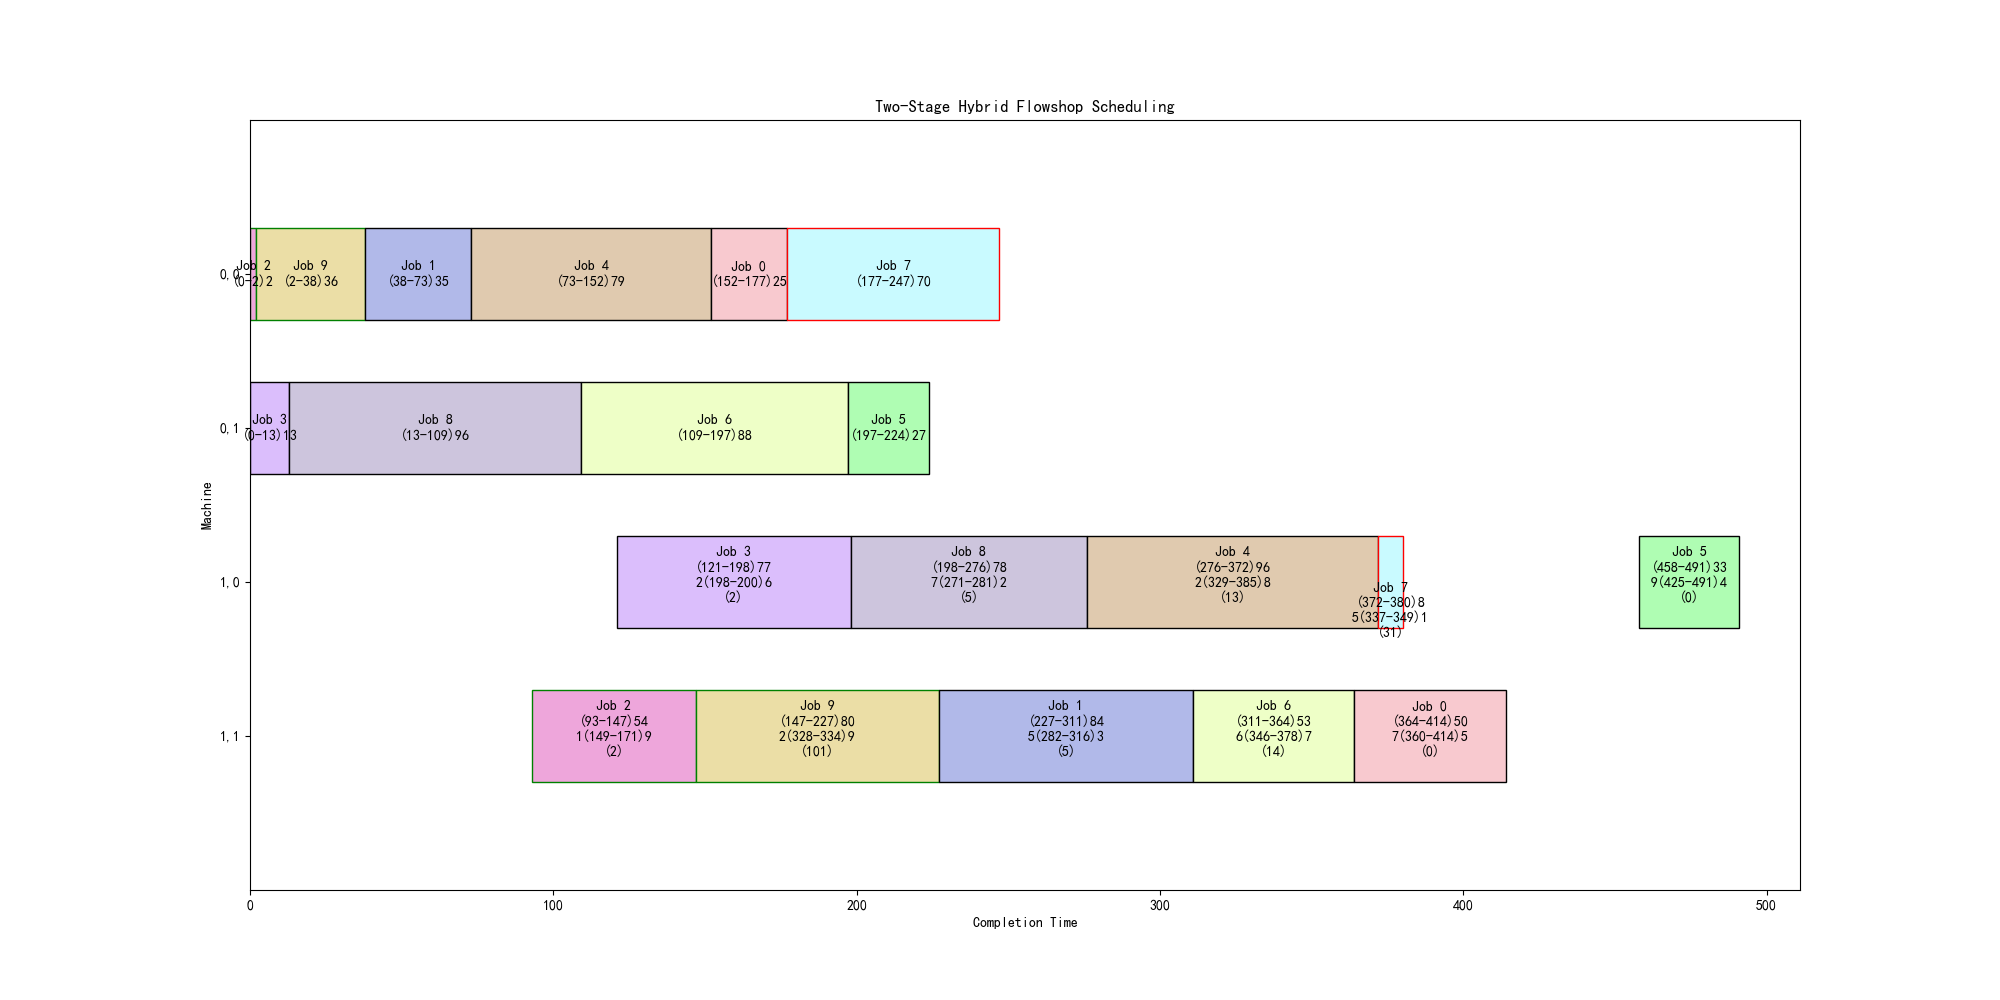 Two-Stage Hybrid Flowshop Scheduling
0,0
Job 2
(0-2)2
Job 9
(2-38)36
Job 1
(38-73)35
Job 4
(73-152)79
Job 0
(152-177)25
Job 7
(177-247)70
0,1
Job 3
(0-13)13
Job 8
(13-109)96
Job 6
(109-197)88
Job 5
(197-224)27
Machine
1,0
Job 3
(121-198)77
2(198-200)6
(2)
Job 8
(198-276)78
7(271-281)2
(5)
Job 4
(276-372)96
2(329-385)8
(13)
Job 7
(372-380)8
5(337-349)1
(31)
Job 5
(458-491)33
9(425-491)4
(0)
1,1
Job 2
(93-147)54
1(149-171)9
(2)
Job 9
(147-227)80
2(328-334)9
(101)
Job 1
(227-311)84
5(282-316)3
(5)
Job 6
(311-364)53
6(346-378)7
(14)
Job 0
(364-414)50
7(360-414)5
(0)
0
100
200
300
400
500
Completion Time